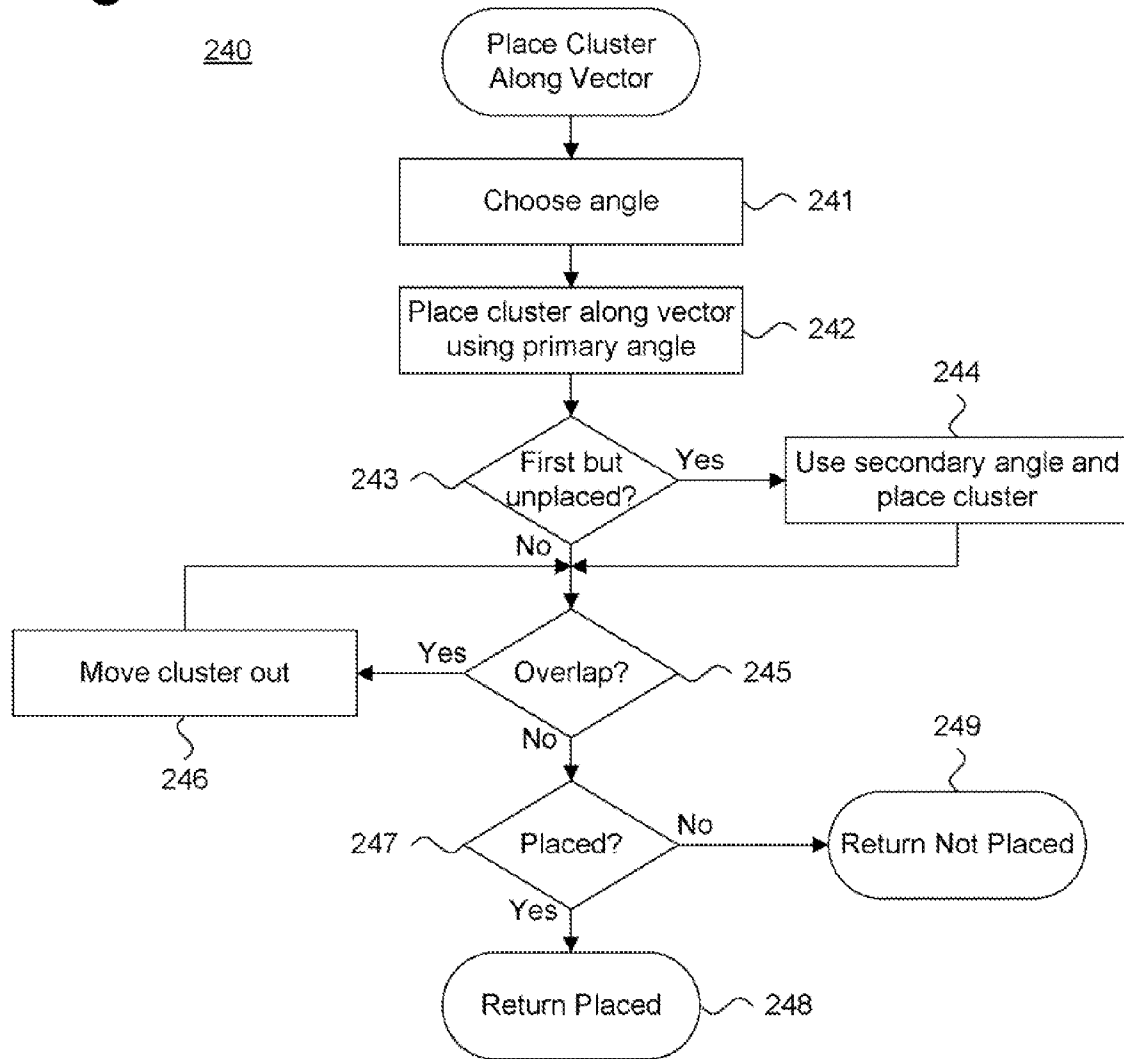 240
Place Cluster
Along Vector
Choose angle
241
Place cluster along vector
using primary angle
242
244
243
First but
unplaced?
Yes
Use secondary angle and
place cluster
No
Move cluster out
Yes
Overlap?
245
246
No
249
247
Placed?
No
Return Not Placed
Yes
Return Placed
248